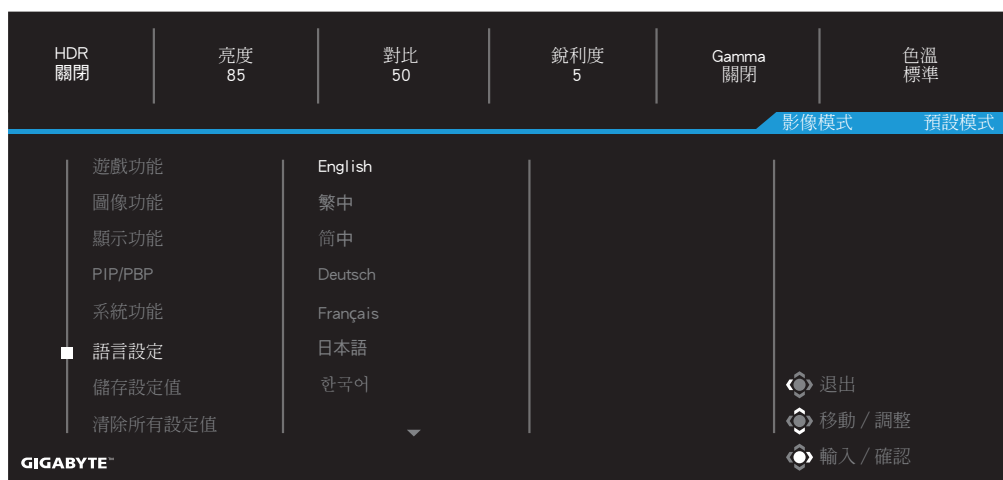 HDR
關閉
亮度
85
對比
50
銳利度
5
Gamma
關閉
色溫
標準
影像模式 預設模式
遊戲功能
圖像功能
顯示功能
PIP/PBP
系統功能
語言設定
儲存設定值
清除所有設定值
English
繁中
简中
Deutsch
Français
日本語
한국어
退出
移動 / 調整
輸入 / 確認
GIGABYTE™